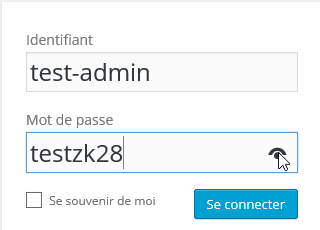 Identifiant
test-admin
Mot de passe
testzk28
Se souvenir de moi
Se connecter